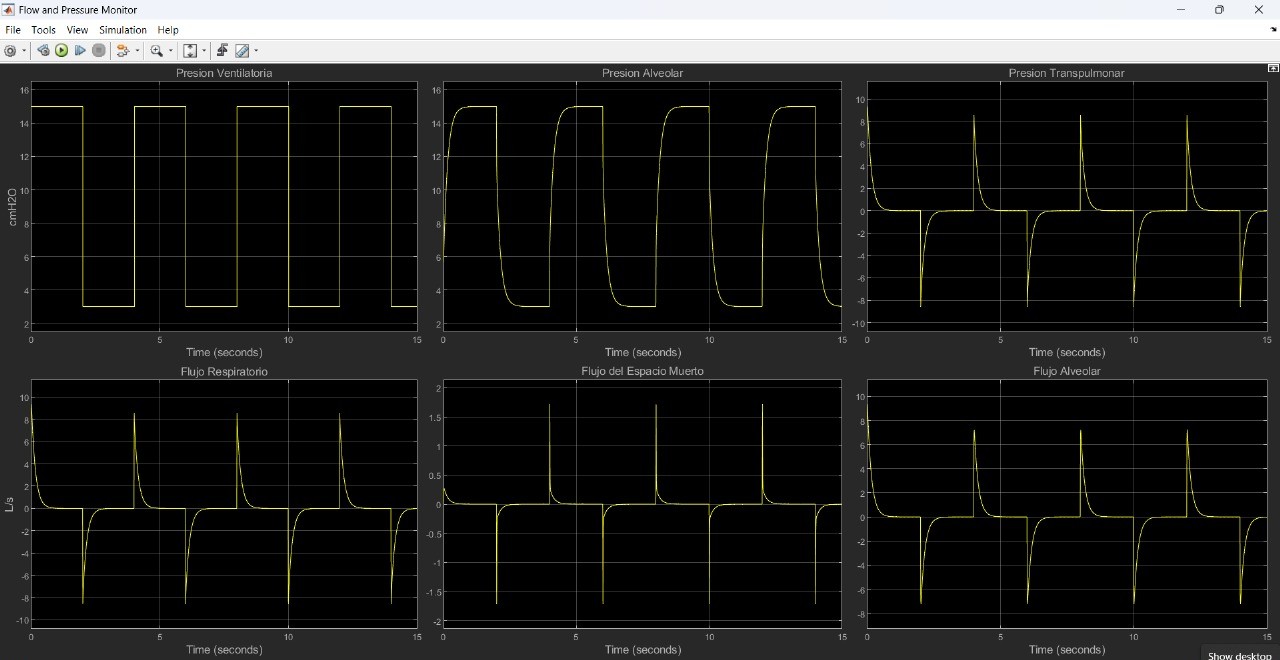 Flow and Pressure Monitor
File Tools View Simulation Help
Presion Ventilatoria
16
14
12
10
8
6
4
2
cmH2O
0 5 10 15
Time (seconds)
Presion Alveolar
16
14
12
10
8
6
4
2
0 5 10 15
Time (seconds)
Presion Transpulmonar
10
8
6
4
2
0
-2
-4
-6
-8
-10
0 5 10 15
Time (seconds)
Flujo Respiratorio
10
8
6
4
2
0
-2
-4
-6
-8
-10
L/s
0 5 10 15
Time (seconds)
Flujo del Espacio Muerto
2
1.5
1
0.5
0
-0.5
-1
-1.5
-2
0 5 10 15
Time (seconds)
Flujo Alveolar
10
8
6
4
2
0
-2
-4
-6
-8
0 5 10 15
Time (seconds)
Show desktop